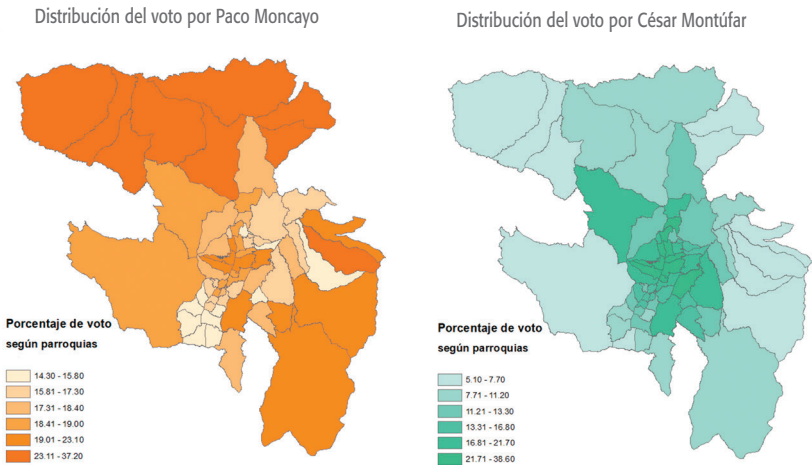 Distribución del voto por Paco Moncayo
Porcentaje de voto
según parroquias
14.30 - 15.80
15.81 - 17.30
17.31 - 18.40
18.41 - 19.00
19.01 - 23.10
23.11 - 37.20
Distribución del voto por César Montúfar
Porcentaje de voto
según parroquias
5.10 - 7.70
7.71 - 11.20
11.21 - 13.30
13.31 - 16.80
16.81 - 21.70
21.71 - 38.60